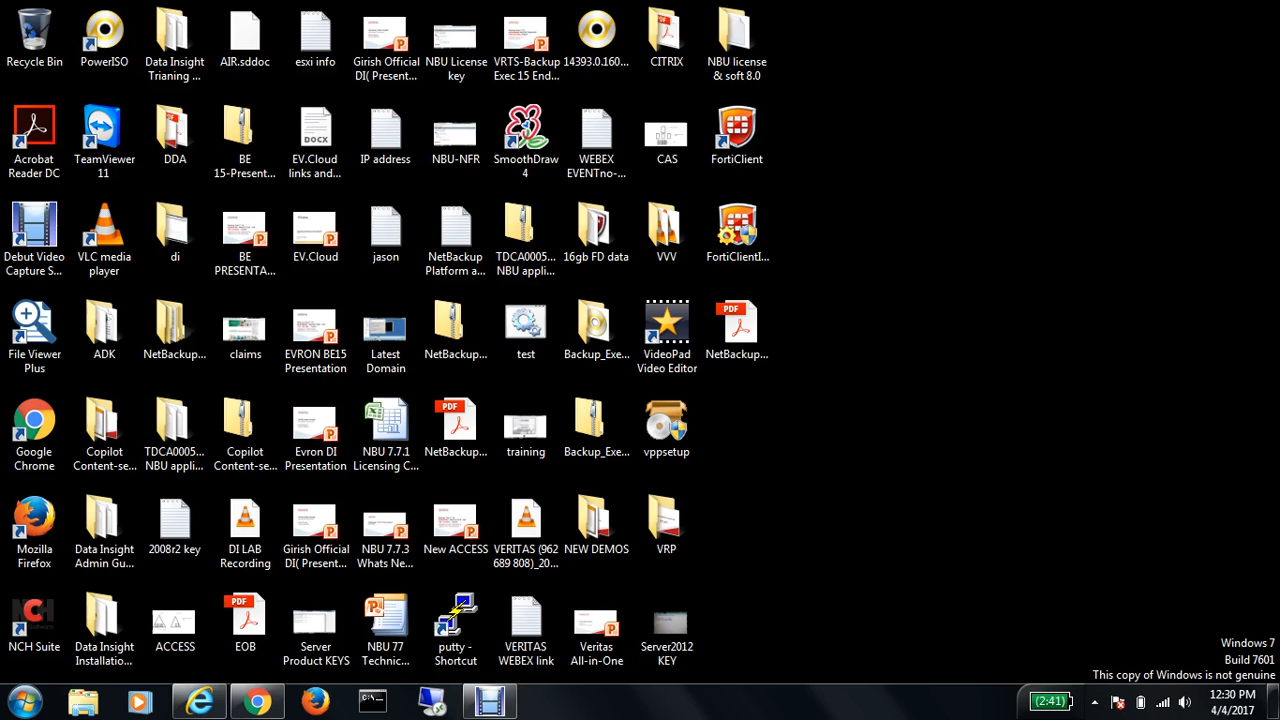 Recycle Bin
PowerISO
Data Insight
Trianing ...
AIR.sddoc
esxi info
Girish Official
DI( Present...
NBU License
key
VRTS-Backup
Exec 15 End...
14393.0.160...
CITRIX
NBU license
& soft 8.0
Acrobat
Reader DC
TeamViewer
11
DDA
BE
15-Present...
DOCX
EV.Cloud
links and...
IP address
NBU-NFR
SmoothDraw
4
WEBEX
EVENTno-...
CAS
FortiClient
Debut Video
Capture S...
VLC media
player
di
BE
PRESENTA...
EV.Cloud
jason
NetBackup
Platform a...
TDCA0005...
NBU appli...
16gb FD data
VVV
FortiClientI...
File Viewer
Plus
ADK
NetBackup...
claims
EVRON BE15
Presentation
Latest
Domain
NetBackup...
test
Backup_Exe...
VideoPad
Video Editor
PDF
NetBackup...
Google
Chrome
Copilot
Content-se...
TDCA0005...
NBU appli...
Copilot
Content-se...
Evron DI
Presentation
NBU 7.7.1
Licensing C...
PDF
NetBackup...
training
Backup_Exe...
vppsetup
Mozilla
Firefox
Data Insight
Admin Gu...
2008r2 key
DI LAB
Recording
Girish Official
DI( Present...
NBU 7.7.3
Whats Ne...
New ACCESS
VERITAS (962
689 808)_20...
NEW DEMOS
VRP
NCH
NCH Suite
Data Insight
Installatio...
ACCESS
PDF
EOB
Server
Product KEYS
NBU 77
Technic...
putty -
Shortcut
VERITAS
WEBEX link
Veritas
All-in-One
Server2012
KEY
Windows 7
Build 7601
This copy of Windows is not genuine
(2:41)
12:30 PM
4/4/2017